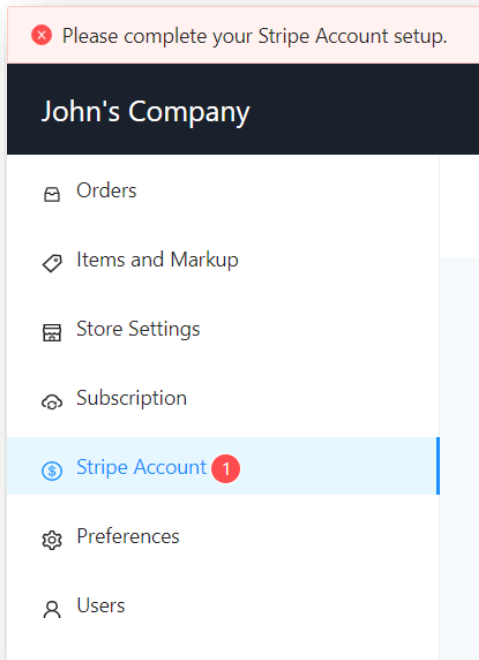 Please complete your Stripe Account setup.
John's Company
Orders
Items and Markup
Store Settings
Subscription
Stripe Account 1
Preferences
Users